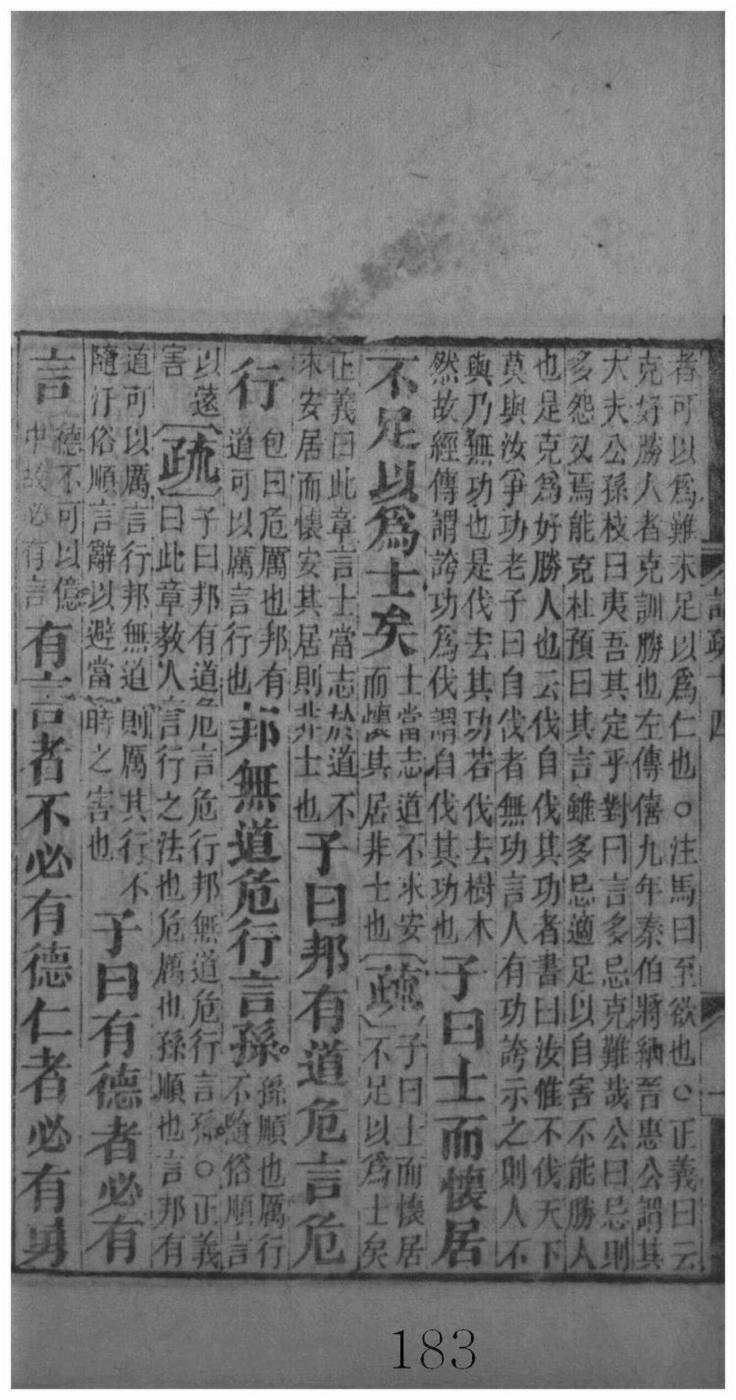 語疏十四
一
者可以爲難未足以爲仁也○注馬曰至欲也○正義曰云
克好勝人者克訓勝也左傳僖九年秦伯將納晉惠公謂其
大夫公孫枝曰夷吾其定乎對曰言多忌克難哉公曰忌則
多怨又焉能克杜預曰其言雖多忌適足以自害不能勝人
也是克爲好勝人也云伐自伐其功者書曰汝惟不伐天下
莫與汝爭功老子曰自伐者無功言人有功誇示之則人不
與乃無功也是伐去其功若伐去樹木
然故經傳謂誇功爲伐謂自伐其功也
子曰士而懷居
不足以爲士矣
士當志道不求安
而懷其居非士也
疏
子曰士而懷居
不足以爲士矣
正義曰此章言士當志於道不
求安居而懷安其居則非士也
子曰邦有道危言危
行
包曰危厲也邦有
道可以厲言行也
邦無道危行言孫
孫順也厲行
不隨俗順言
以遠
害
疏
子曰邦有道危言危行邦無道危行言孫○正義
曰此章教人言行之法也危厲也孫順也言邦有
道可以厲言行邦無道則厲其行不
隨汙俗順言辭以避當時之害也
子曰有德者必有
言
德不可以億
中故必有言
有言者不必有德仁者必有勇
183